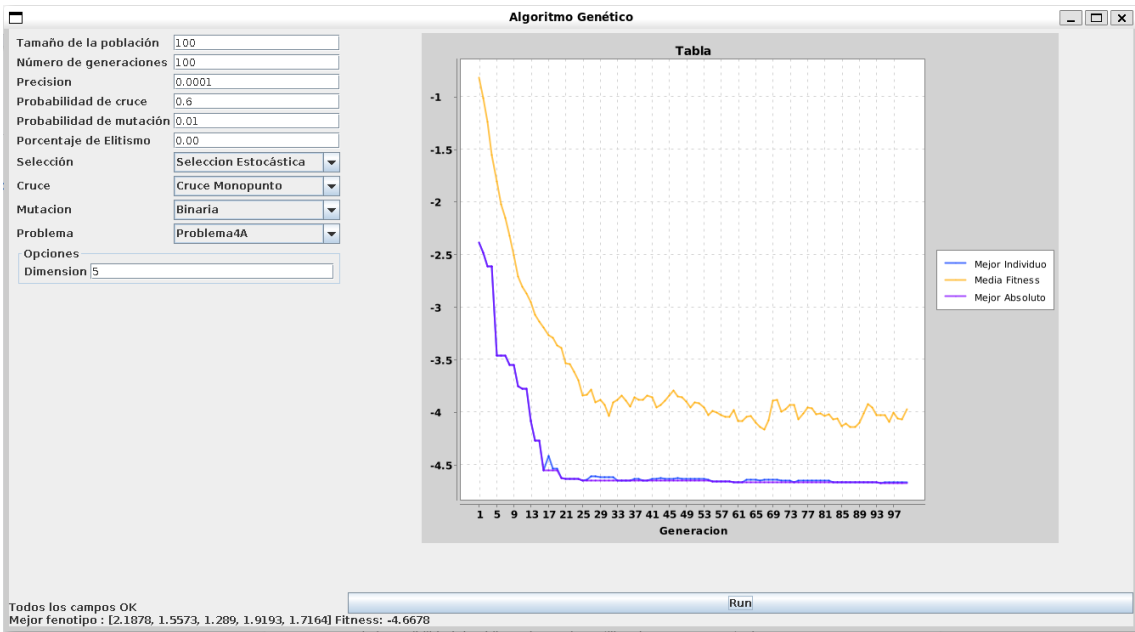 Algoritmo Genético
Tamaño de la población 100
Número de generaciones 100
Precision 0.0001
Probabilidad de cruce 0.6
Probabilidad de mutación 0.01
Porcentaje de Elitismo 0.00
Selección Seleccion Estocástica
Cruce Cruce Monopunto
Mutacion Binaria
Problema Problema4A
Opciones
Dimension 5
Tabla
-1
-1.5
-2
-2.5
-3
-3.5
-4
-4.5
1 5 9 13 17 21 25 29 33 37 41 45 49 53 57 61 65 69 73 77 81 85 89 93 97
Generacion
Mejor Individuo
Media Fitness
Mejor Absoluto
Run
Todos los campos OK
Mejor fenotipo : [2.1878, 1.5573, 1.289, 1.9193, 1.7164] Fitness: -4.6678